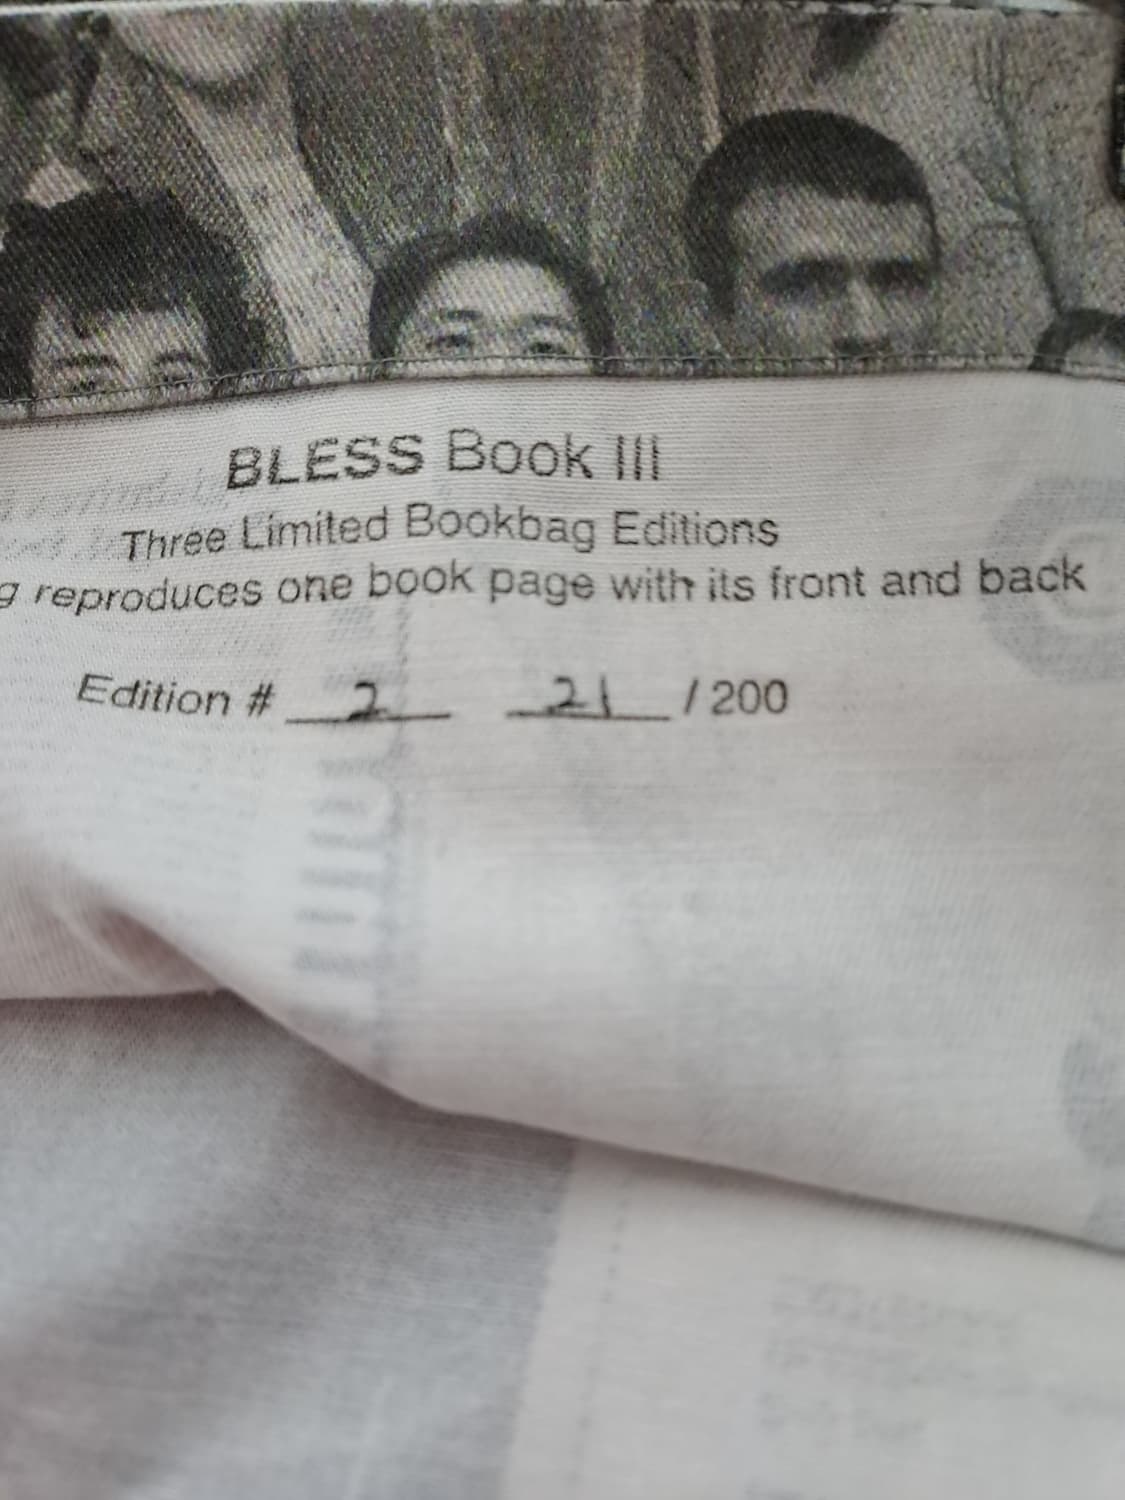 BLESS Book III
Three Limited Bookbag Editions
g reproduces one book page with its front and back
Edition # 2 21 / 200